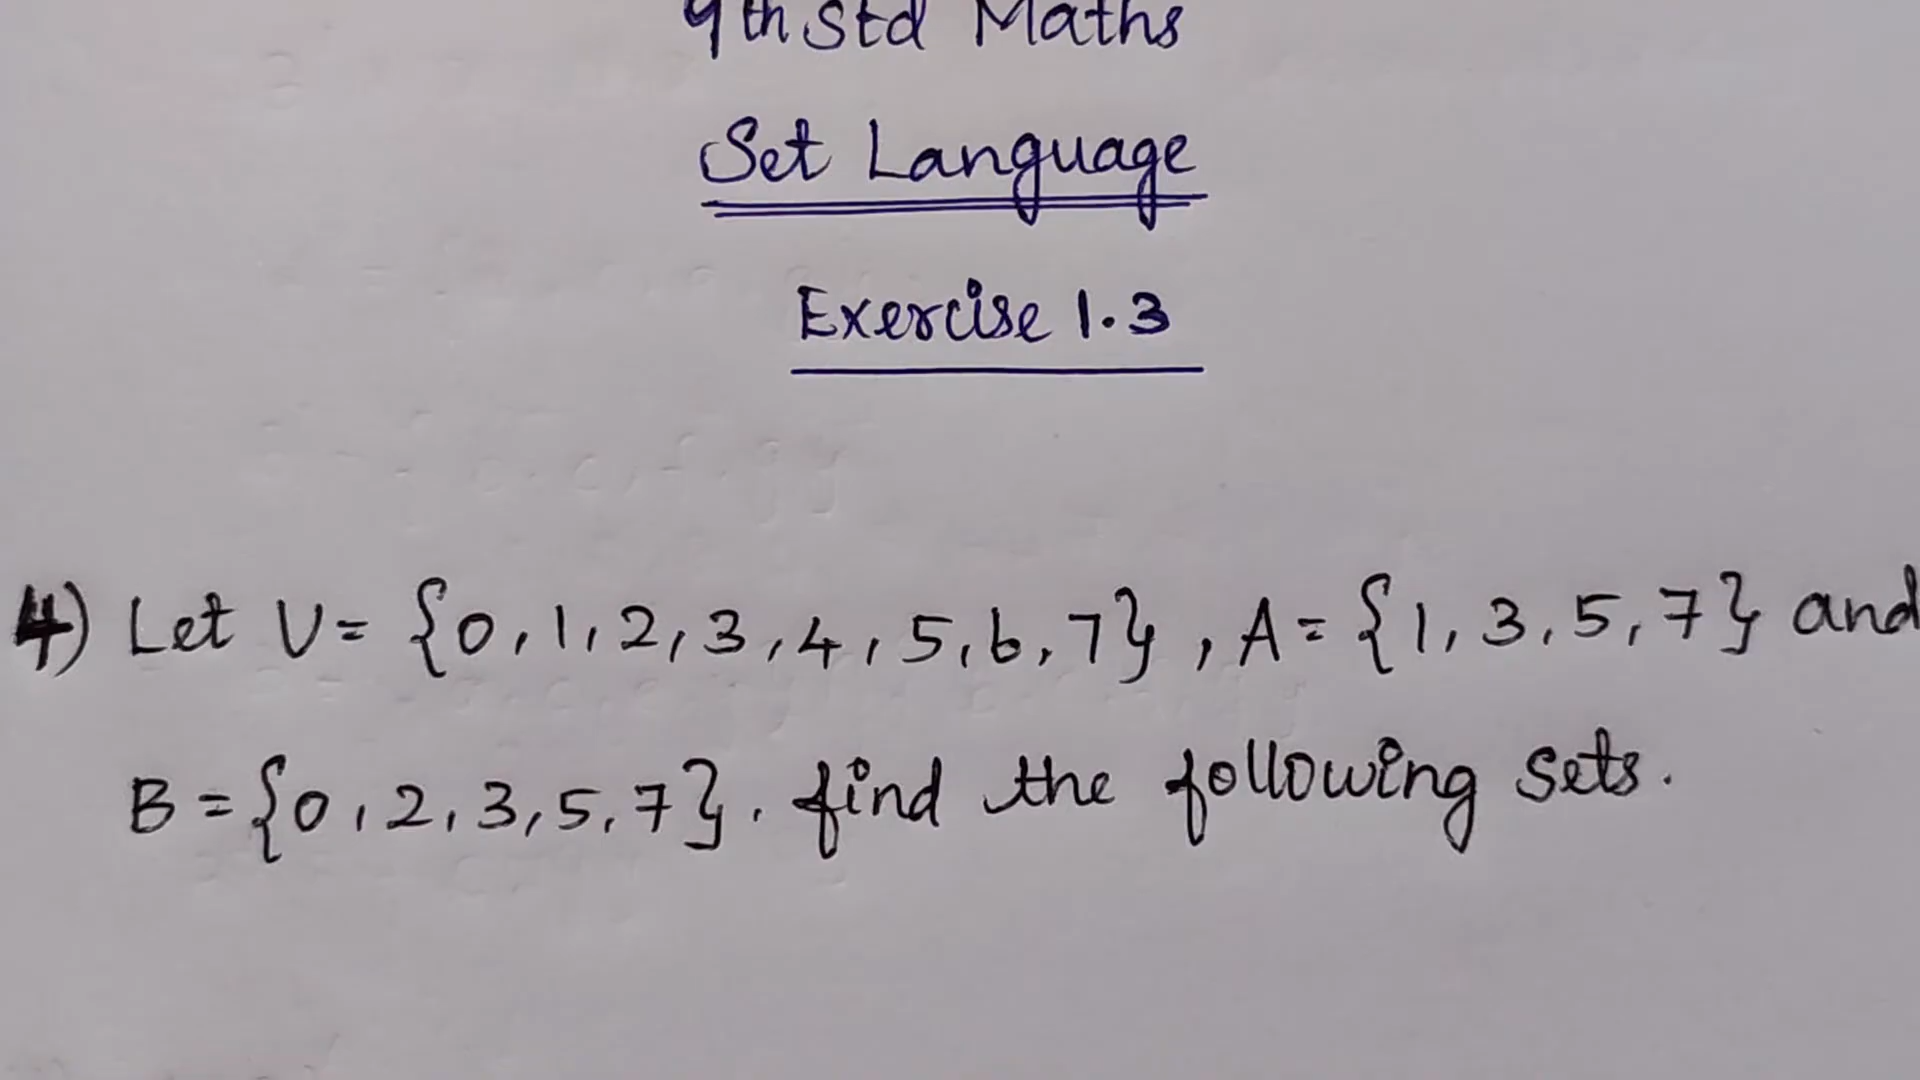 9th Std Maths
Set Language
Exercise 1.3
4) Let U = {0, 1, 2, 3, 4, 5, 6, 7}, A = {1, 3, 5, 7} and
B = {0, 2, 3, 5, 7}. find the following sets.